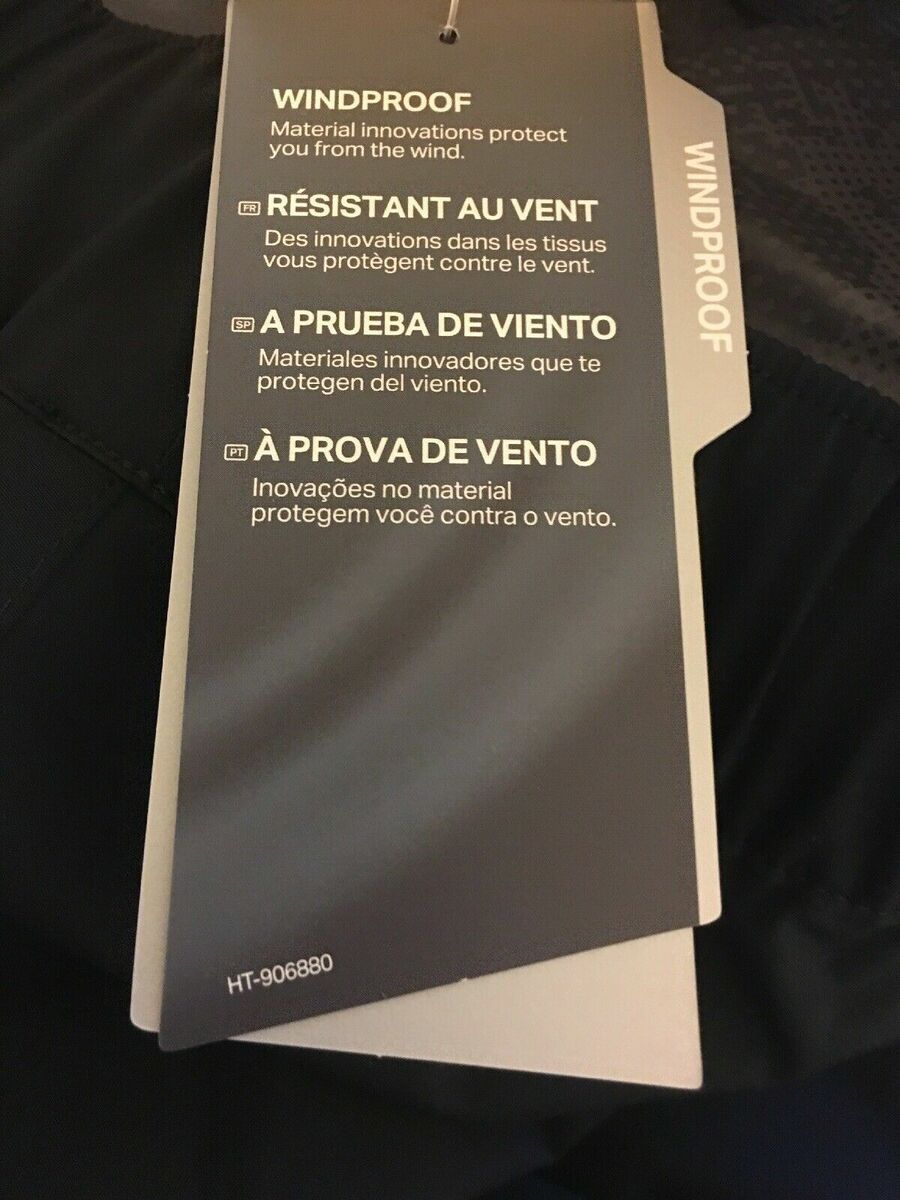 WINDPROOF
Material innovations protect
you from the wind.
FR RÉSISTANT AU VENT
Des innovations dans les tissus
vous protègent contre le vent.
SP A PRUEBA DE VIENTO
Materiales innovadores que te
protegen del viento.
PT À PROVA DE VENTO
Inovações no material
protegem você contra o vento.
HT-906880
WINDPROOF